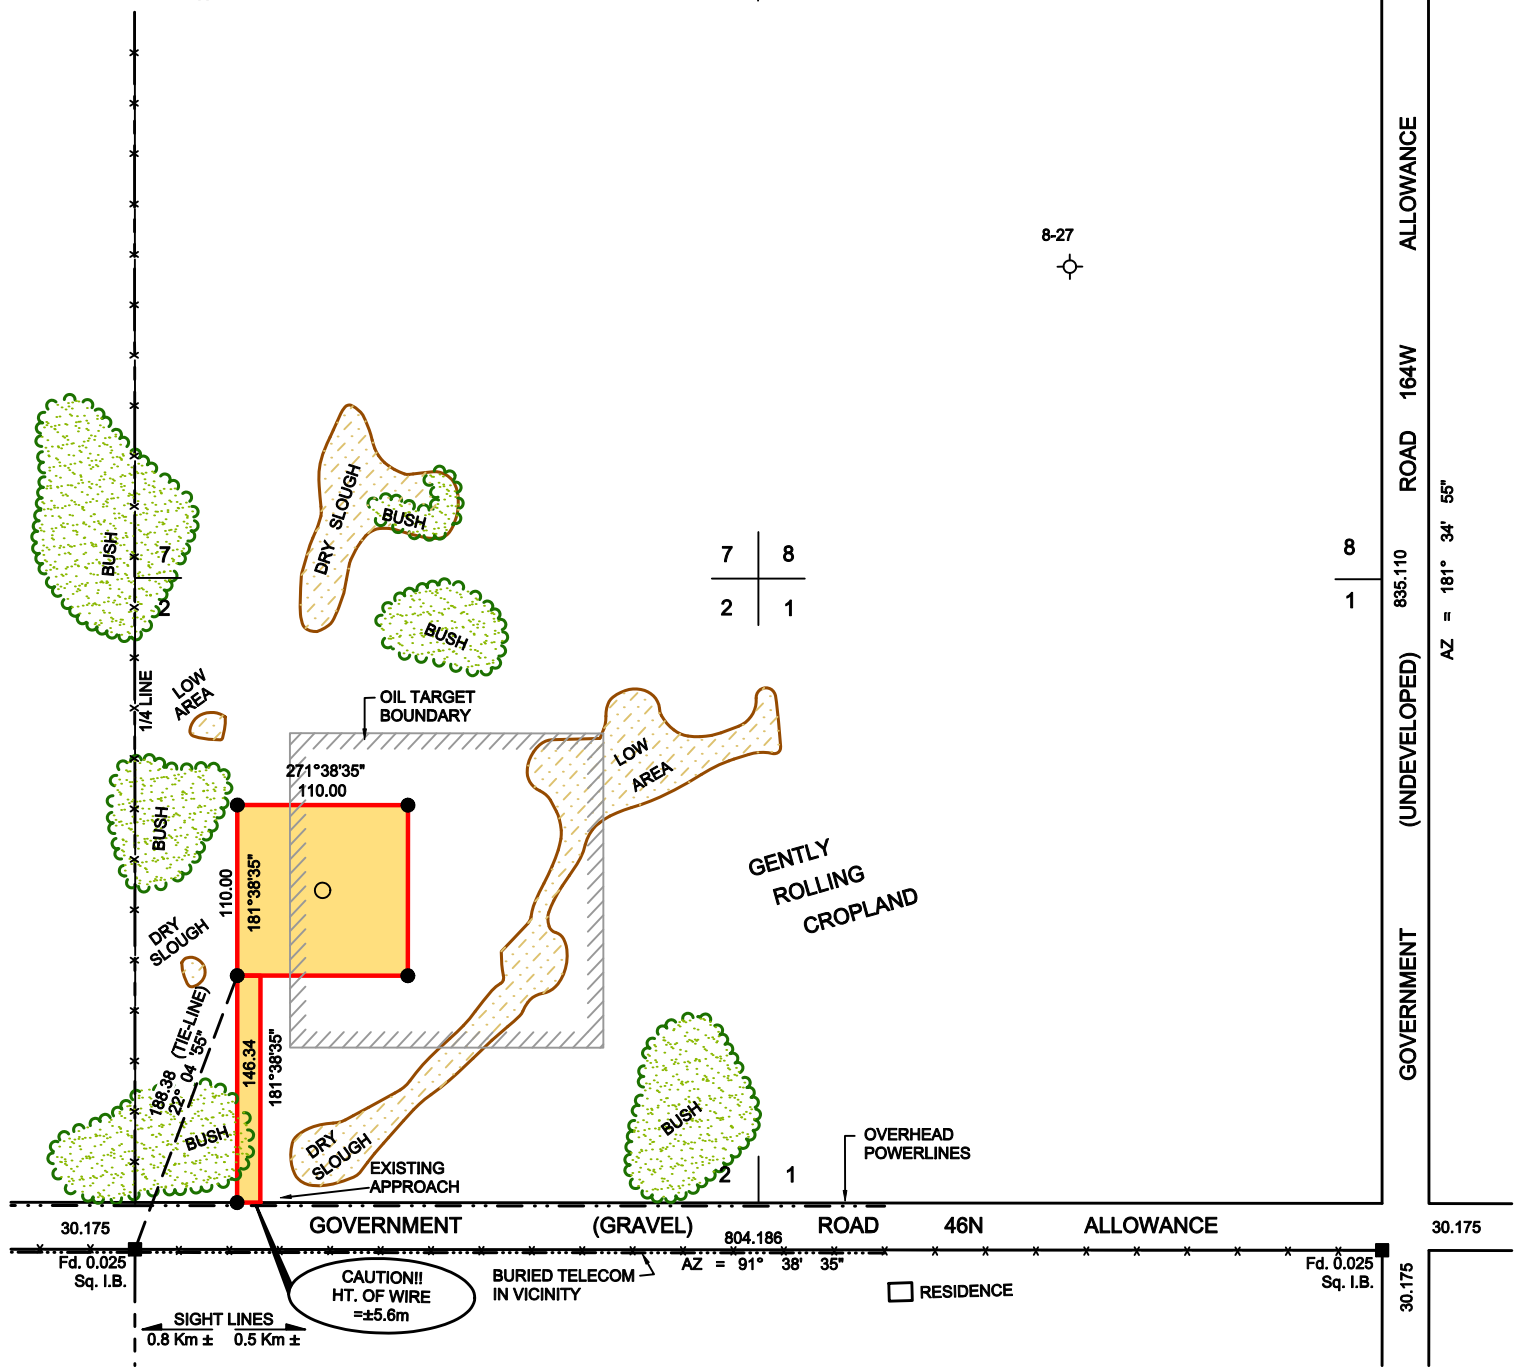 ALLOWANCE
164W
ROAD
(UNDEVELOPED)
GOVERNMENT
835.110
AZ = 181° 34' 55"
8-27
DRY SLOUGH
BUSH
BUSH
7
2
BUSH
7
8
2
1
8
1
LOW
AREA
1/4 LINE
OIL TARGET
BOUNDARY
271°38'35"
110.00
LOW
AREA
BUSH
110.00
181°38'35"
GENTLY
ROLLING
CROPLAND
DRY
SLOUGH
188.38 (TIE-LINE)
22° 04 '55"
146.34
181°38'35"
BUSH
DRY
SLOUGH
BUSH
EXISTING
APPROACH
2
1
OVERHEAD
POWERLINES
30.175
GOVERNMENT (GRAVEL) ROAD 46N ALLOWANCE
30.175
804.186
AZ = 91° 38' 35"
Fd. 0.025
Sq. I.B.
CAUTION!!
HT. OF WIRE
=±5.6m
BURIED TELECOM
IN VICINITY
RESIDENCE
Fd. 0.025
Sq. I.B.
30.175
SIGHT LINES
0.8 Km ± 0.5 Km ±